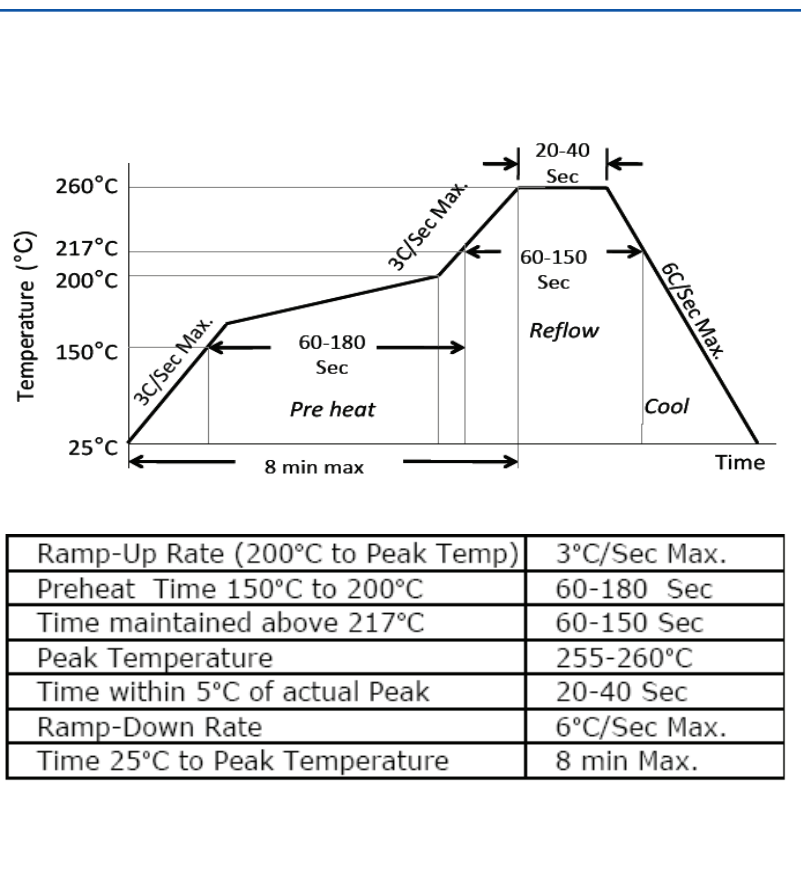 20-40
Sec
260°C
3C/Sec Max.
217°C
60-150
Sec
200°C
6C/Sec Max.
Temperature (°C)
Reflow
3C/Sec Max.
60-180
Sec
150°C
Pre heat
Cool
25°C
8 min max
Time
Ramp-Up Rate (200°C to Peak Temp) 3°C/Sec Max.
Preheat Time 150°C to 200°C 60-180 Sec
Time maintained above 217°C 60-150 Sec
Peak Temperature 255-260°C
Time within 5°C of actual Peak 20-40 Sec
Ramp-Down Rate 6°C/Sec Max.
Time 25°C to Peak Temperature 8 min Max.